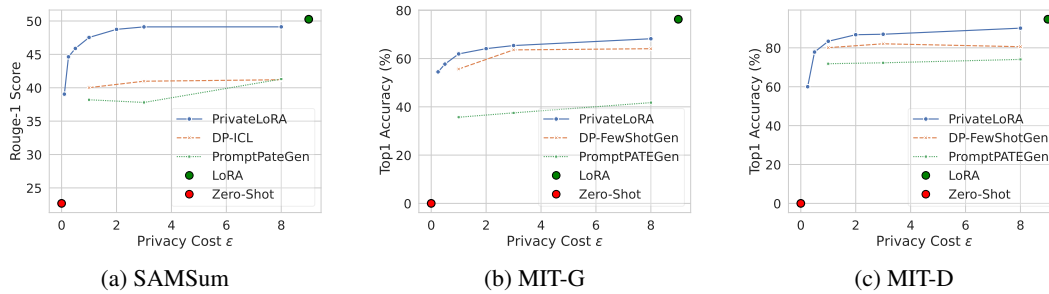 50
45
40
35
30
25
Rouge-1 Score
0 2 4 6 8
Privacy Cost ε
PrivateLoRA
DP-ICL
PromptPateGen
LoRA
Zero-Shot
(a) SAMSum
80
60
40
20
0
Top1 Accuracy (%)
0 2 4 6 8
Privacy Cost ε
PrivateLoRA
DP-FewShotGen
PromptPATEGen
LoRA
Zero-Shot
(b) MIT-G
80
60
40
20
0
Top1 Accuracy (%)
0 2 4 6 8
Privacy Cost ε
PrivateLoRA
DP-FewShotGen
PromptPATEGen
LoRA
Zero-Shot
(c) MIT-D